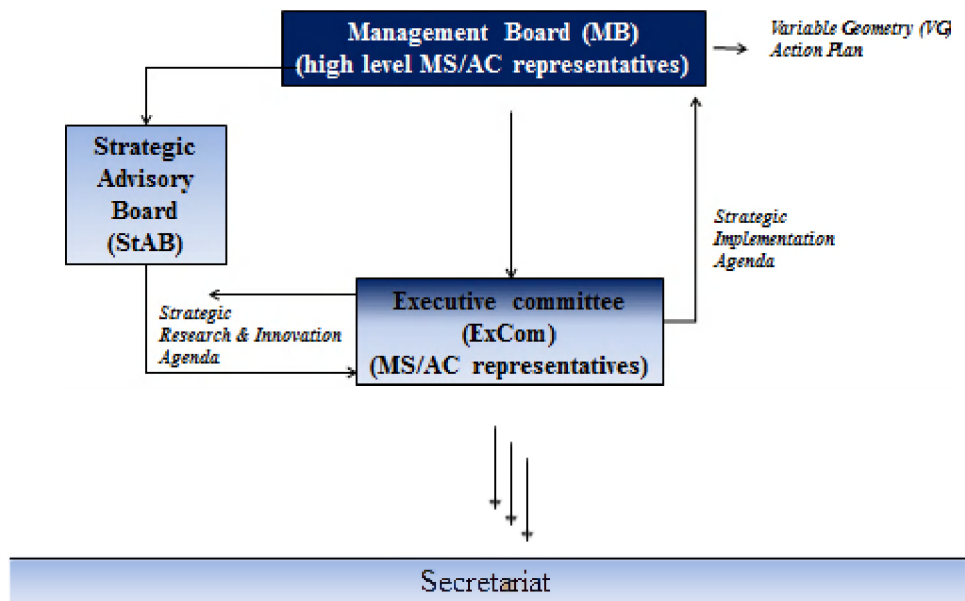 Management Board (MB)
(high level MS/AC representatives)
Variable Geometry (VG)
Action Plan
Strategic
Advisory
Board
(StAB)
Strategic
Implementation
Agenda
Strategic
Research & Innovation
Agenda
Executive committee
(ExCom)
(MS/AC representatives)
Secretariat